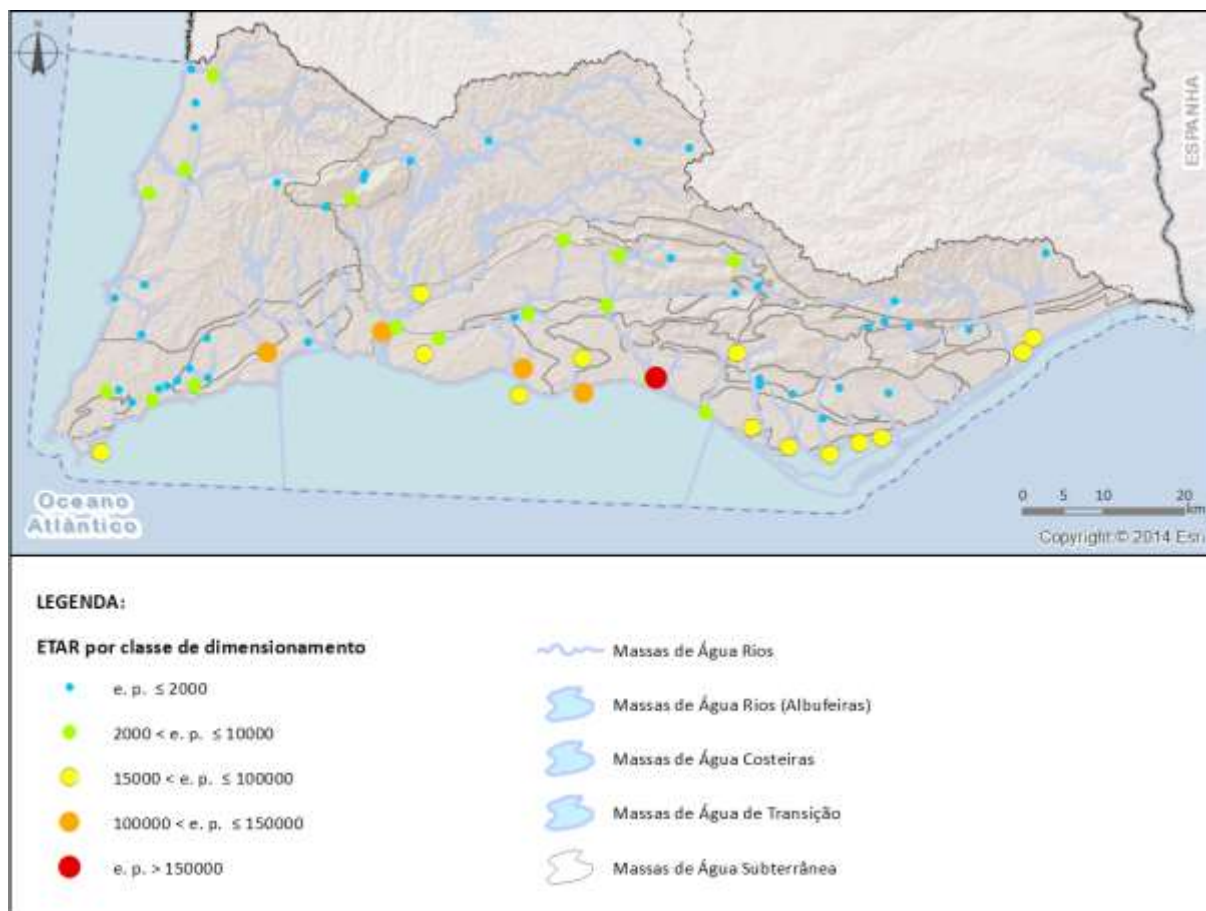 N
ESPANHA
Oceano
Atlântico
0 5 10 20
km
Copyright:© 2014 Esri
LEGENDA:
ETAR por classe de dimensionamento
e. p. ≤ 2000
2000 < e. p. ≤ 10000
15000 < e. p. ≤ 100000
100000 < e. p. ≤ 150000
e. p. > 150000
Massas de Água Rios
Massas de Água Rios (Albufeiras)
Massas de Água Costeiras
Massas de Água de Transição
Massas de Água Subterrânea